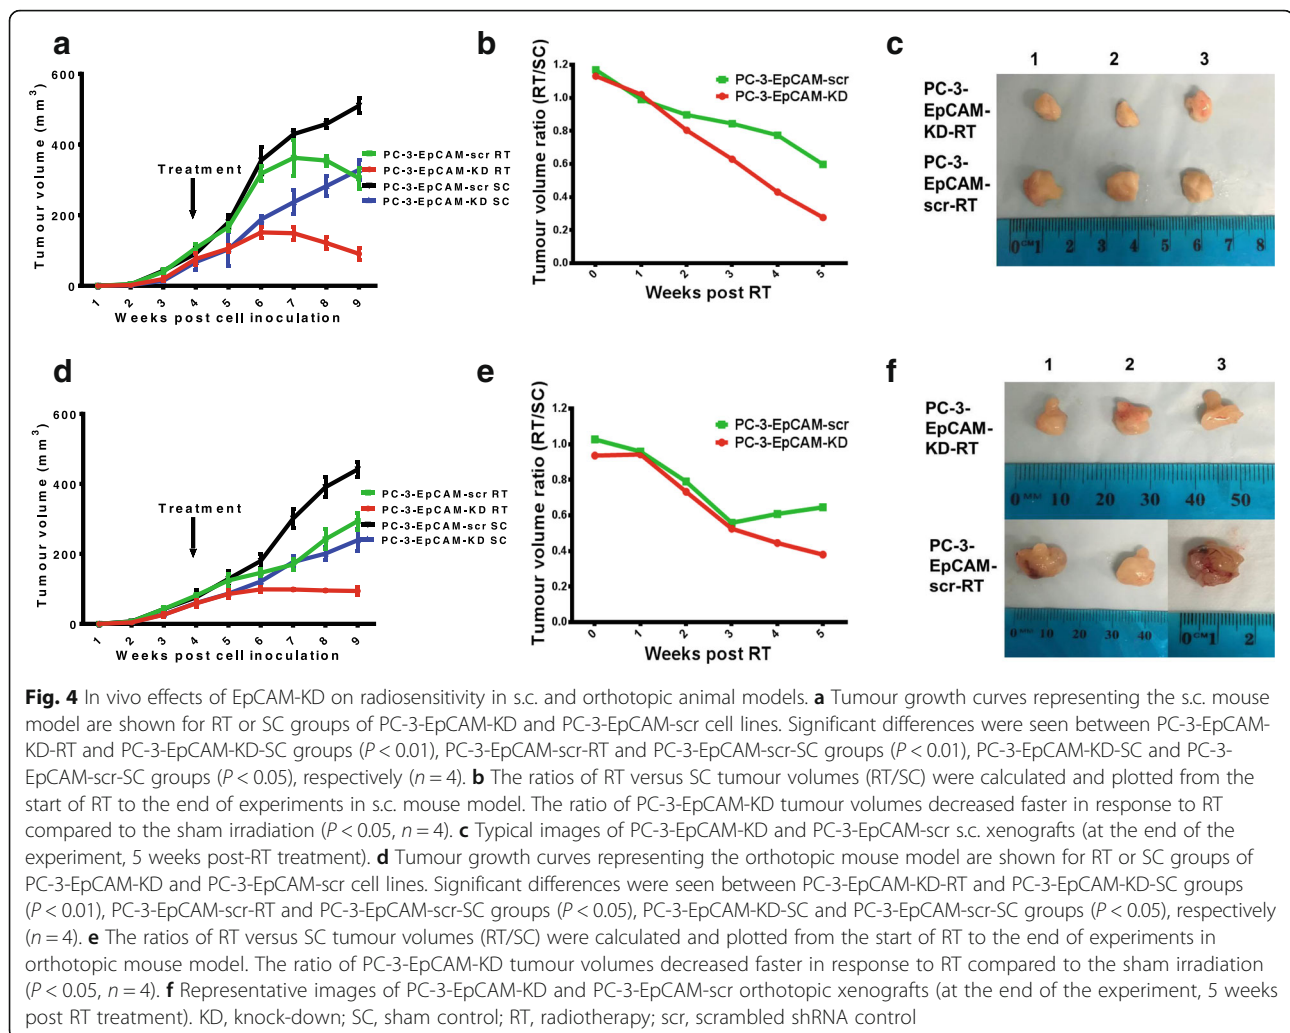 a
600
400
200
0
Tumour volume (mm³)
Treatment
PC-3-EpCAM-scr RT
PC-3-EpCAM-KD RT
PC-3-EpCAM-scr SC
PC-3-EpCAM-KD SC
1 2 3 4 5 6 7 8 9
Weeks post cell inoculation
b
1.2
1.0
0.8
0.6
0.4
0.2
0.0
Tumour volume ratio (RT/SC)
PC-3-EpCAM-scr
PC-3-EpCAM-KD
0 1 2 3 4 5
Weeks post RT
c
1 2 3
PC-3-
EpCAM-
KD-RT
PC-3-
EpCAM-
scr-RT
0CM1 2 3 4 5 6 7 8
d
600
400
200
0
Tumour volume (mm³)
Treatment
PC-3-EpCAM-scr RT
PC-3-EpCAM-KD RT
PC-3-EpCAM-scr SC
PC-3-EpCAM-KD SC
1 2 3 4 5 6 7 8 9
Weeks post cell inoculation
e
1.2
1.0
0.8
0.6
0.4
0.2
0.0
Tumour volume ratio (RT/SC)
PC-3-EpCAM-scr
PC-3-EpCAM-KD
0 1 2 3 4 5
Weeks post RT
f
1 2 3
PC-3-
EpCAM-
KD-RT
0 MM 10 20 30 40 50
PC-3-
EpCAM-
scr-RT
0 MM 10 20 30 40
0CM1 2
Fig. 4 In vivo effects of EpCAM-KD on radiosensitivity in s.c. and orthotopic animal models. a Tumour growth curves representing the s.c. mouse
model are shown for RT or SC groups of PC-3-EpCAM-KD and PC-3-EpCAM-scr cell lines. Significant differences were seen between PC-3-EpCAM-
KD-RT and PC-3-EpCAM-KD-SC groups (P < 0.01), PC-3-EpCAM-scr-RT and PC-3-EpCAM-scr-SC groups (P < 0.01), PC-3-EpCAM-KD-SC and PC-3-
EpCAM-scr-SC groups (P < 0.05), respectively (n = 4). b The ratios of RT versus SC tumour volumes (RT/SC) were calculated and plotted from the
start of RT to the end of experiments in s.c. mouse model. The ratio of PC-3-EpCAM-KD tumour volumes decreased faster in response to RT
compared to the sham irradiation (P < 0.05, n = 4). c Typical images of PC-3-EpCAM-KD and PC-3-EpCAM-scr s.c. xenografts (at the end of the
experiment, 5 weeks post-RT treatment). d Tumour growth curves representing the orthotopic mouse model are shown for RT or SC groups of
PC-3-EpCAM-KD and PC-3-EpCAM-scr cell lines. Significant differences were seen between PC-3-EpCAM-KD-RT and PC-3-EpCAM-KD-SC groups
(P < 0.01), PC-3-EpCAM-scr-RT and PC-3-EpCAM-scr-SC groups (P < 0.05), PC-3-EpCAM-KD-SC and PC-3-EpCAM-scr-SC groups (P < 0.05), respectively
(n = 4). e The ratios of RT versus SC tumour volumes (RT/SC) were calculated and plotted from the start of RT to the end of experiments in
orthotopic mouse model. The ratio of PC-3-EpCAM-KD tumour volumes decreased faster in response to RT compared to the sham irradiation
(P < 0.05, n = 4). f Representative images of PC-3-EpCAM-KD and PC-3-EpCAM-scr orthotopic xenografts (at the end of the experiment, 5 weeks
post RT treatment). KD, knock-down; SC, sham control; RT, radiotherapy; scr, scrambled shRNA control